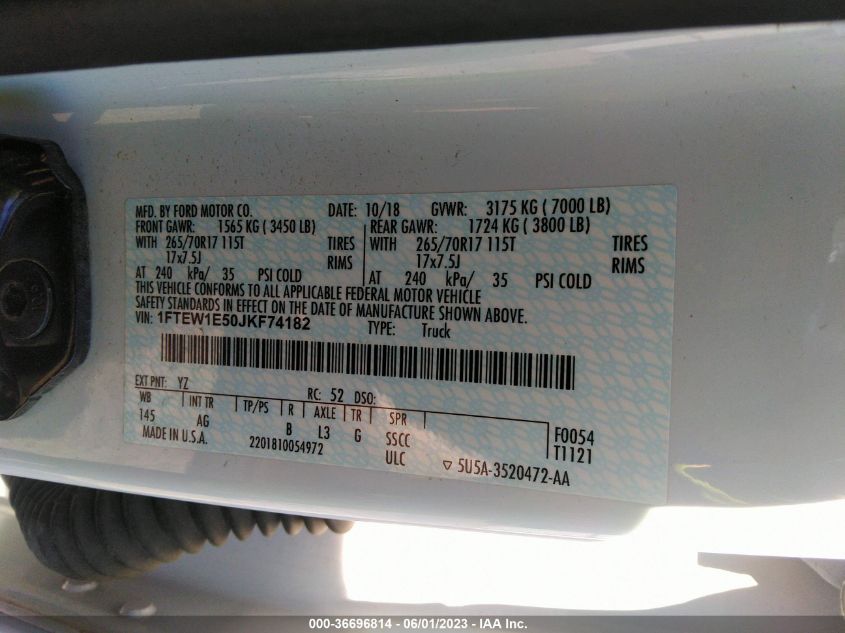 MFD. BY FORD MOTOR CO. DATE: 10/18 GVWR: 3175 KG ( 7000 LB)
FRONT GAWR: 1565 KG ( 3450 LB) REAR GAWR: 1724 KG ( 3800 LB)
WITH 265/70R17 115T TIRES WITH 265/70R17 115T TIRES
17x7.5J RIMS 17x7.5J RIMS
AT 240 kPa/ 35 PSI COLD AT 240 kPa/ 35 PSI COLD
THIS VEHICLE CONFORMS TO ALL APPLICABLE FEDERAL MOTOR VEHICLE
SAFETY STANDARDS IN EFFECT ON THE DATE OF MANUFACTURE SHOWN ABOVE.
VIN: 1FTEW1E50JKF74182 TYPE: Truck
EXT PNT: YZ RC: 52 DSO:
WB INT TR TP/PS R AXLE TR SPR
145 AG B L3 G SSCC F0054
MADE IN U.S.A. 2201810054972 ULC T1121
5U5A-3520472-AA
000-36696814 - 06/01/2023 - IAA Inc.